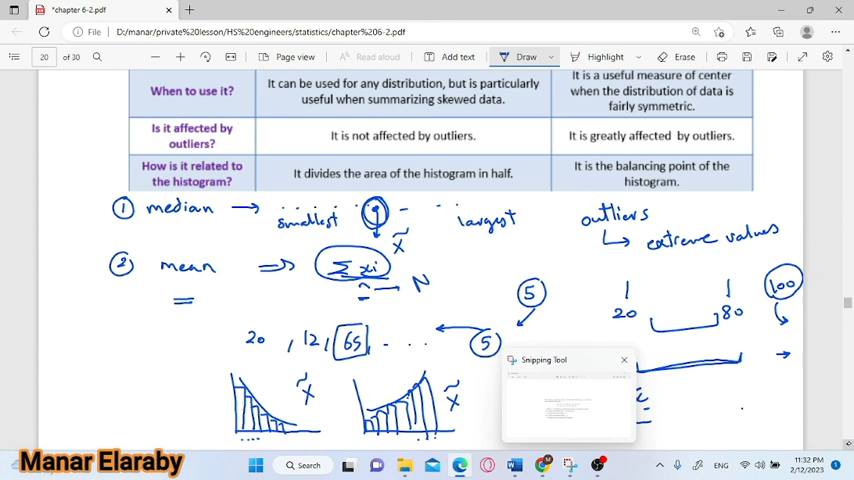 *chapter 6-2.pdf
File
D:/manar/private%20lesson/HS%20engineers/statistics/chapter%206-2.pdf
20 of 30
Page view
Read aloud
Add text
Draw
Highlight
Erase
When to use it?
It can be used for any distribution, but is particularly
useful when summarizing skewed data.
It is a useful measure of center
when the distribution of data is
fairly symmetric.
Is it affected by
outliers?
It is not affected by outliers.
It is greatly affected by outliers.
How is it related to
the histogram?
It divides the area of the histogram in half.
It is the balancing point of the
histogram.
1 median → smallest largest
x̃
outliers
↳ extreme values
2 mean ⇒ Σxi
→ N
5
20 80 100
20, 12, 65, . . . 5
x̃ x̃
Snipping Tool
Manar Elaraby
Search
ENG
11:32 PM
2/12/2023